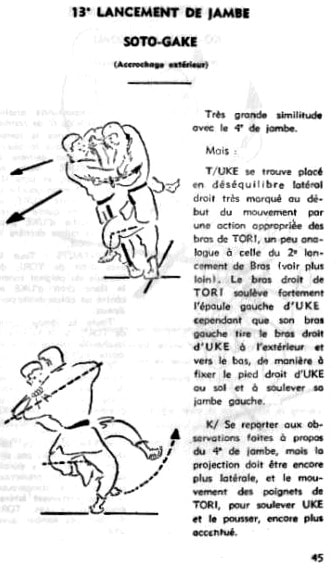 13e LANCEMENT DE JAMBE
SOTO-GAKE
(Accrochage extérieur)
Très grande similitude
avec le 4e de jambe.
Mais :
T/UKE se trouve placé
en déséquilibre latéral
droit très marqué au dé-
but du mouvement par
une action appropriée des
bras de TORI, un peu ana-
logue à celle du 2e lan-
cement de Bras (voir plus
loin). Le bras droit de
TORI soulève fortement
l'épaule gauche d'UKE
cependant que son bras
gauche tire le bras droit
d'UKE à l'extérieur et
vers le bas, de manière à
fixer le pied droit d'UKE
au sol et à soulever sa
jambe gauche.
K/ Se reporter aux ob-
servations faites à propos
du 4e de jambe, mais la
projection doit être encore
plus latérale, et le mou-
vement des poignets de
TORI, pour soulever UKE
et le pousser, encore plus
accentué.
45